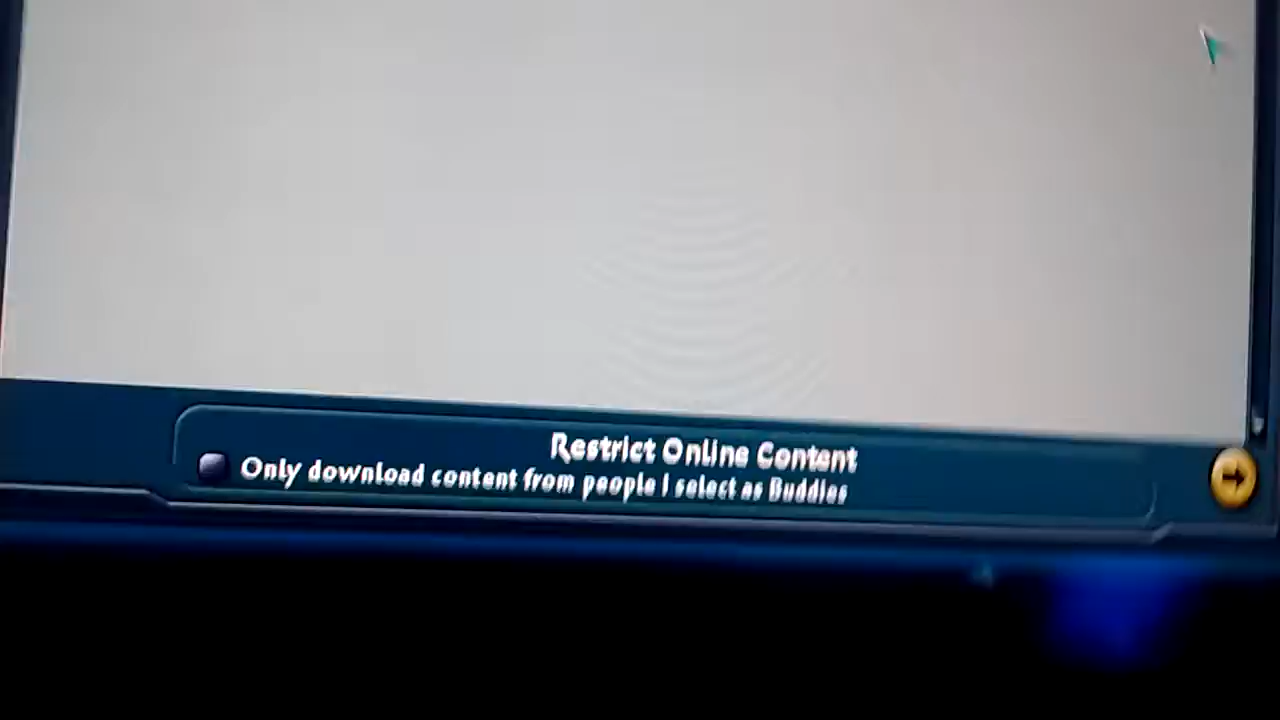 Restrict Online Content
Only download content from people I select as Buddies